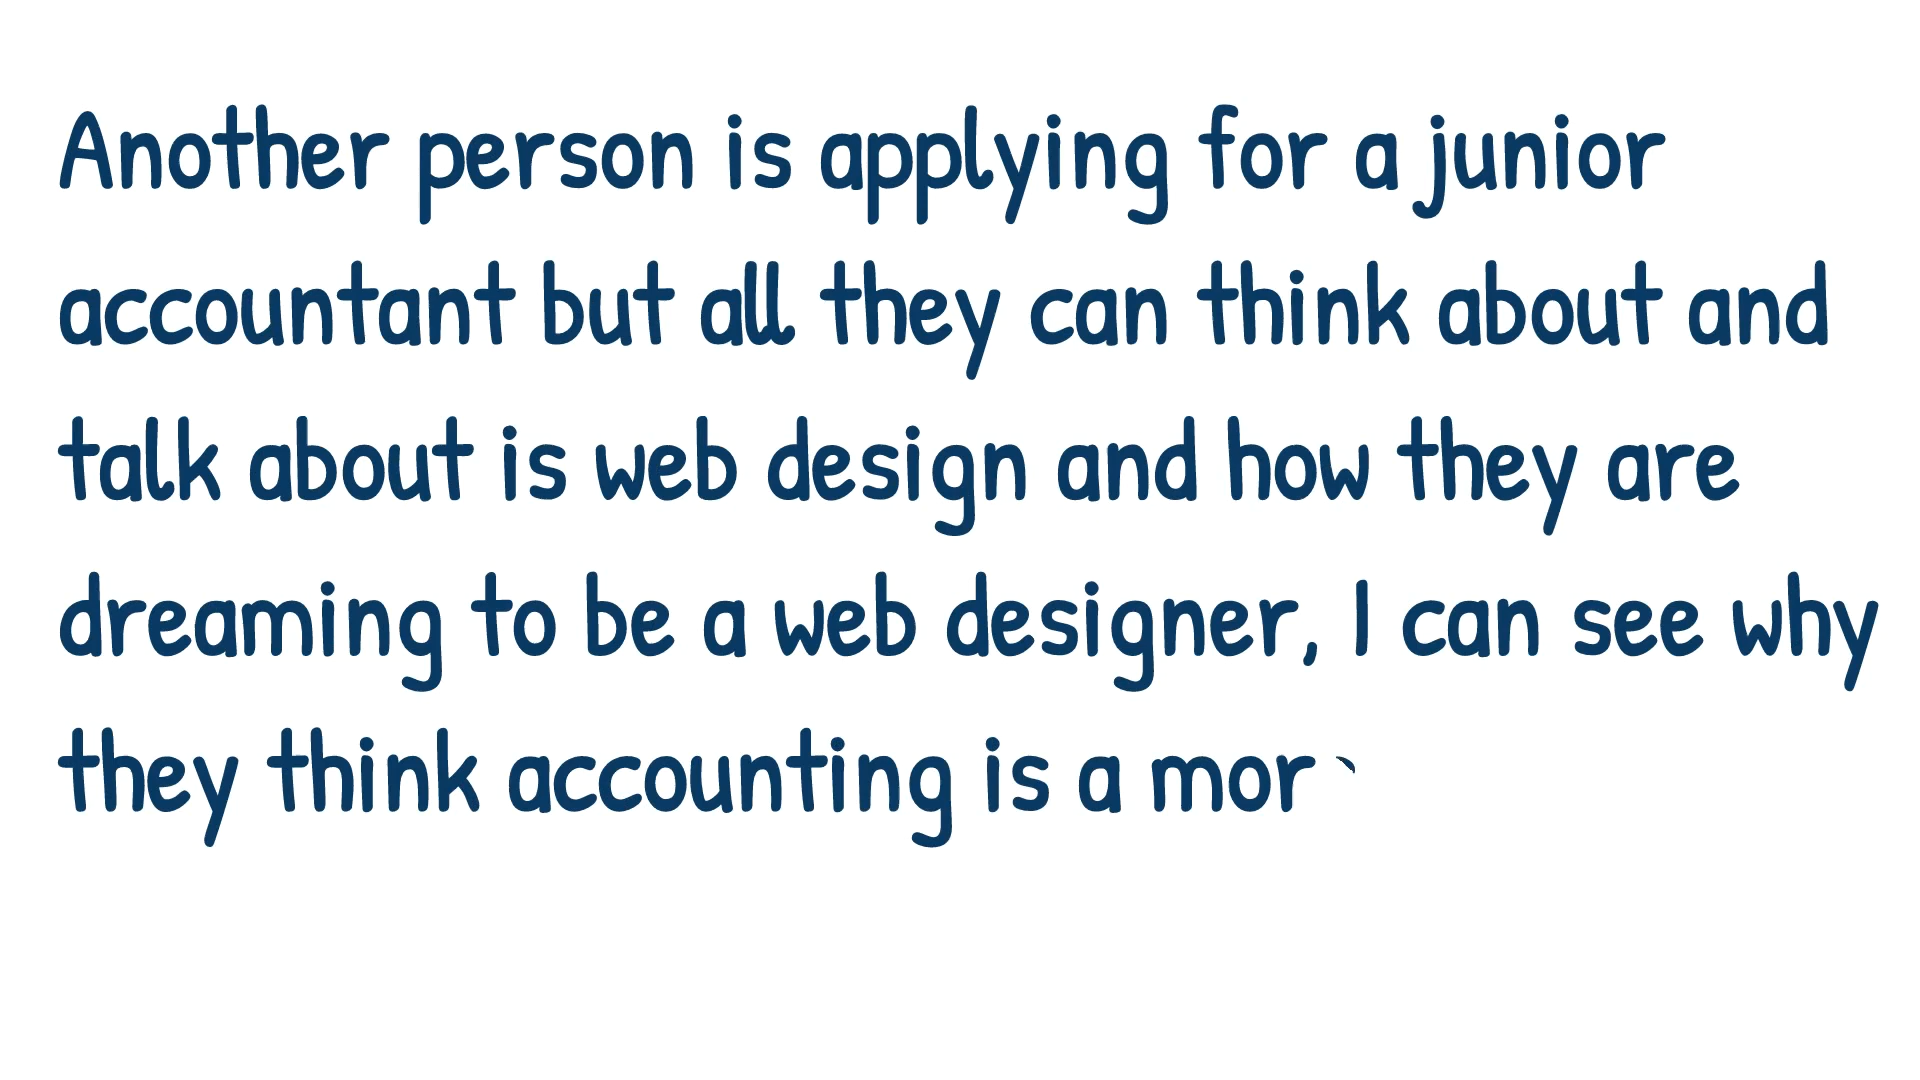 Another person is applying for a junior
accountant but all they can think about and
talk about is web design and how they are
dreaming to be a web designer, I can see why
they think accounting is a mor